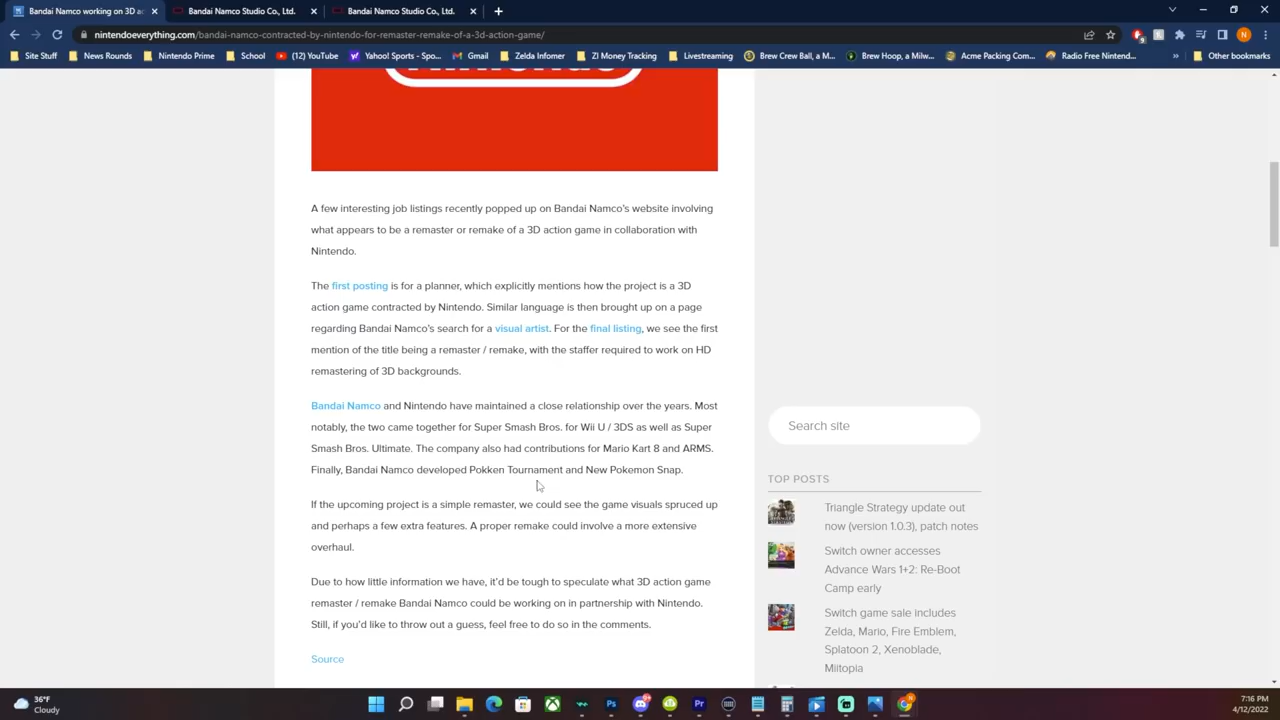 Bandai Namco working on 3D ac
Bandai Namco Studio Co., Ltd.
Bandai Namco Studio Co., Ltd.
nintendoeverything.com/bandai-namco-contracted-by-nintendo-for-remaster-remake-of-a-3d-action-game/
Site Stuff
News Rounds
Nintendo Prime
School
(12) YouTube
Yahoo! Sports - Spo...
Gmail
Zelda Infomer
ZI Money Tracking
Livestreaming
Brew Crew Ball, a M...
Brew Hoop, a Milw...
Acme Packing Com...
Radio Free Nintend...
Other bookmarks
A few interesting job listings recently popped up on Bandai Namco's website involving
what appears to be a remaster or remake of a 3D action game in collaboration with
Nintendo.
The first posting is for a planner, which explicitly mentions how the project is a 3D
action game contracted by Nintendo. Similar language is then brought up on a page
regarding Bandai Namco's search for a visual artist. For the final listing, we see the first
mention of the title being a remaster / remake, with the staffer required to work on HD
remastering of 3D backgrounds.
Bandai Namco and Nintendo have maintained a close relationship over the years. Most
notably, the two came together for Super Smash Bros. for Wii U / 3DS as well as Super
Smash Bros. Ultimate. The company also had contributions for Mario Kart 8 and ARMS.
Finally, Bandai Namco developed Pokken Tournament and New Pokemon Snap.
If the upcoming project is a simple remaster, we could see the game visuals spruced up
and perhaps a few extra features. A proper remake could involve a more extensive
overhaul.
Due to how little information we have, it'd be tough to speculate what 3D action game
remaster / remake Bandai Namco could be working on in partnership with Nintendo.
Still, if you'd like to throw out a guess, feel free to do so in the comments.
Source
Search site
TOP POSTS
Triangle Strategy update out
now (version 1.0.3), patch notes
Switch owner accesses
Advance Wars 1+2: Re-Boot
Camp early
Switch game sale includes
Zelda, Mario, Fire Emblem,
Splatoon 2, Xenoblade,
Miitopia
36°F
Cloudy
7:16 PM
4/12/2022